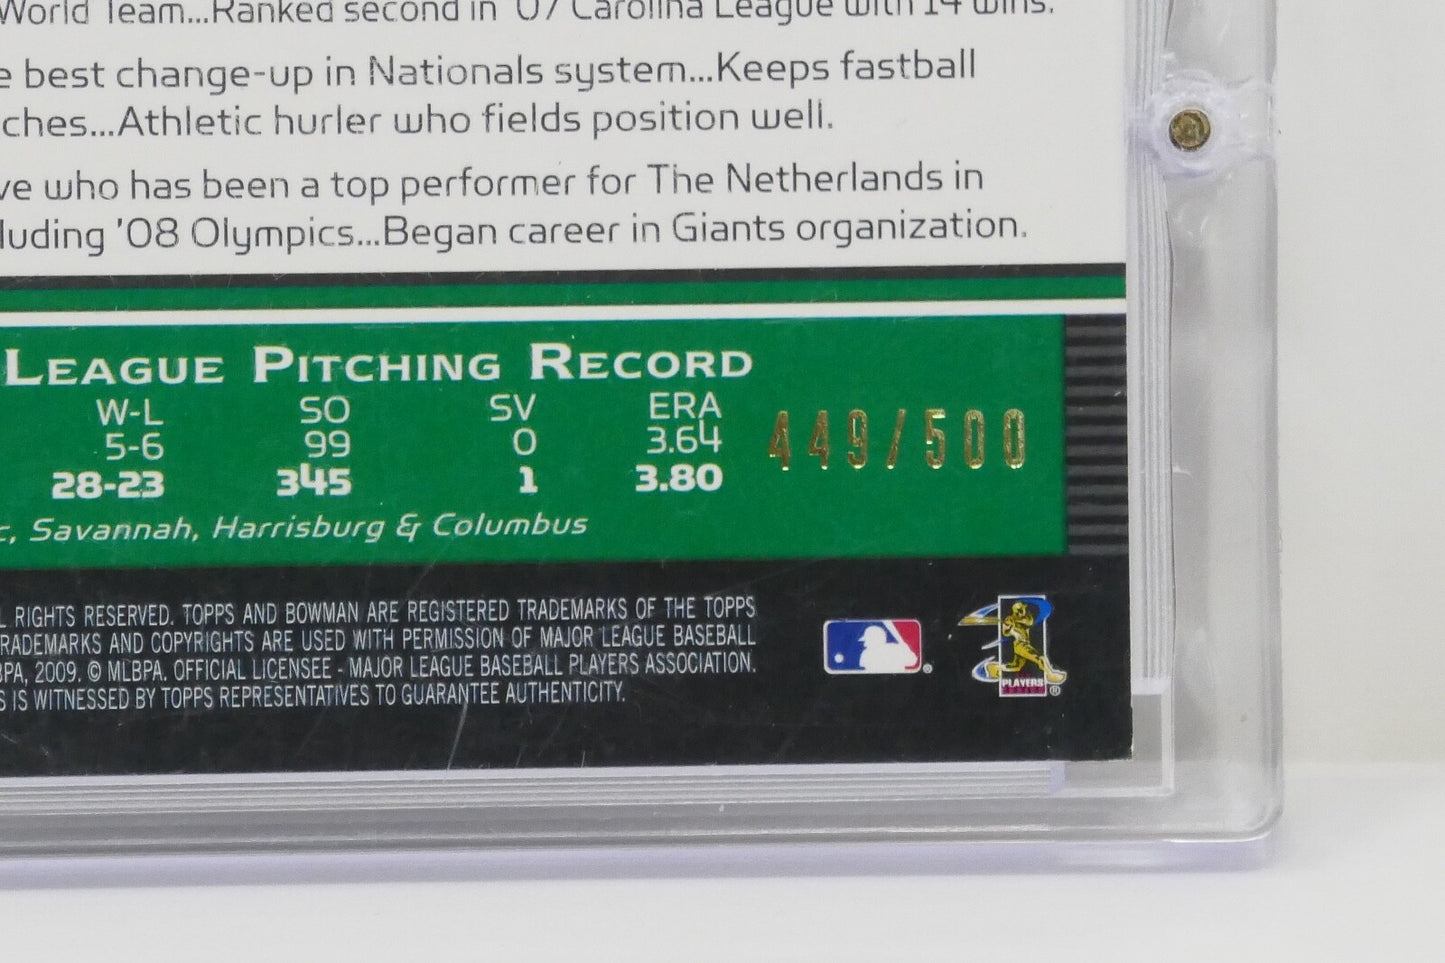 World Team...Ranked second in '07 Carolina League with 14 wins.
e best change-up in Nationals system...Keeps fastball
ches...Athletic hurler who fields position well.
ve who has been a top performer for The Netherlands in
luding '08 Olympics...Began career in Giants organization.
LEAGUE PITCHING RECORD
W-L SO SV ERA
5-6 99 0 3.64 449/500
28-23 345 1 3.80
c, Savannah, Harrisburg & Columbus
L RIGHTS RESERVED. TOPPS AND BOWMAN ARE REGISTERED TRADEMARKS OF THE TOPPS
RADEMARKS AND COPYRIGHTS ARE USED WITH PERMISSION OF MAJOR LEAGUE BASEBALL
BPA, 2009. © MLBPA. OFFICIAL LICENSEE - MAJOR LEAGUE BASEBALL PLAYERS ASSOCIATION.
S IS WITNESSED BY TOPPS REPRESENTATIVES TO GUARANTEE AUTHENTICITY.
®
PLAYERS
®